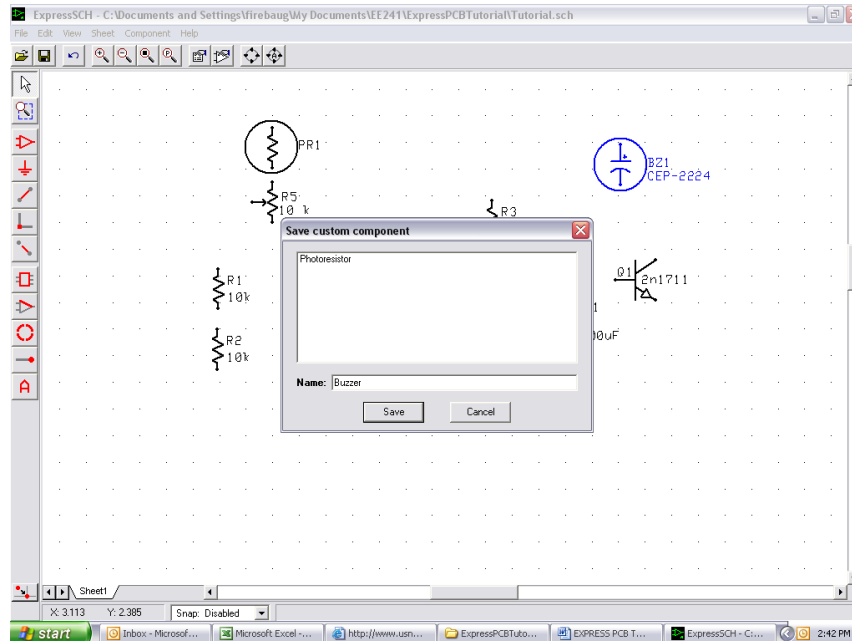 ExpressSCH - C:\Documents and Settings\firebaug\My Documents\EE241\ExpressPCBTutorial\Tutorial.sch
File Edit View Sheet Component Help
PR1
BZ1
CEP-2224
R5
10 k
R3
Save custom component
Photoresistor
Q1
2n1711
R1
10k
R2
10k
1
00uF
Name: Buzzer
Save Cancel
Sheet1
X: 3.113 Y: 2.385 Snap: Disabled
start Inbox - Microsof... Microsoft Excel -... http://www.usn... ExpressPCBTuto... EXPRESS PCB T... ExpressSCH - C:... 2:42 PM